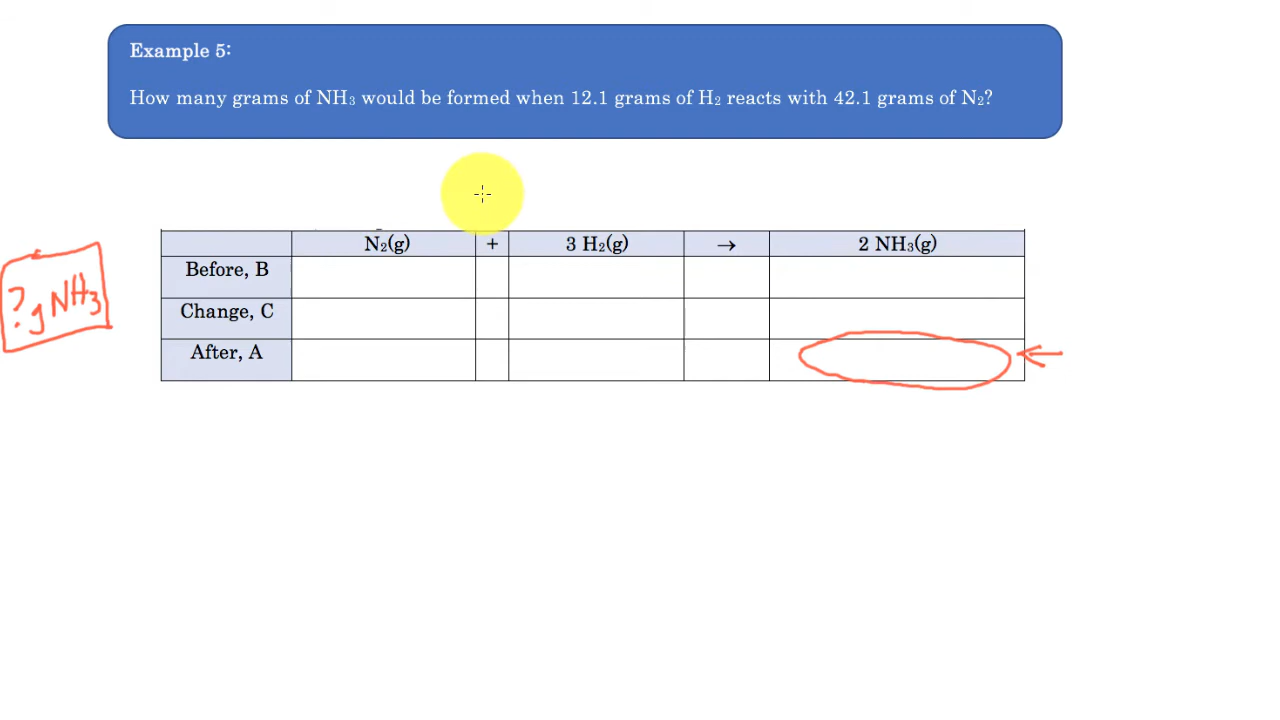 Example 5:
How many grams of NH₃ would be formed when 12.1 grams of H₂ reacts with 42.1 grams of N₂?
N₂(g) + 3 H₂(g) → 2 NH₃(g)
Before, B
? g NH₃
Change, C
After, A